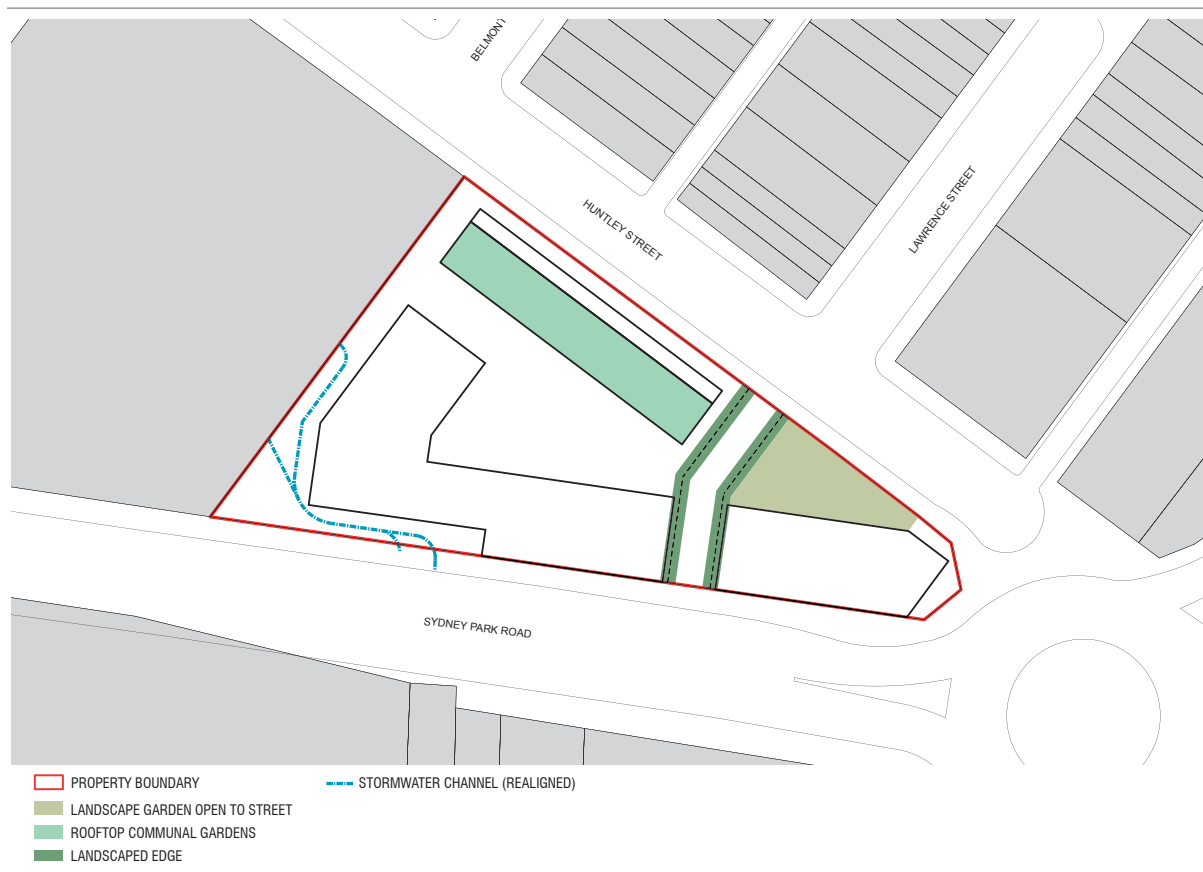 BELMONT
HUNTLEY STREET
LAWRENCE STREET
SYDNEY PARK ROAD
PROPERTY BOUNDARY
STORMWATER CHANNEL (REALIGNED)
LANDSCAPE GARDEN OPEN TO STREET
ROOFTOP COMMUNAL GARDENS
LANDSCAPED EDGE